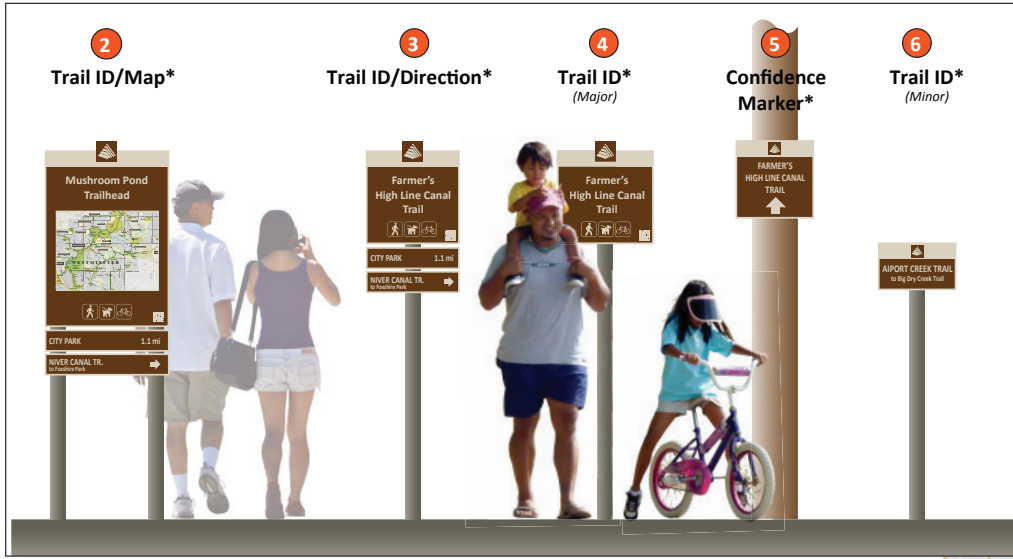 2
Trail ID/Map*
3
Trail ID/Direction*
4
Trail ID*
(Major)
5
Confidence
Marker*
6
Trail ID*
(Minor)
Mushroom Pond
Trailhead
WESTMINSTER
CITY PARK 1.1 mi
NIVER CANAL TR.
to Foxshire Park
Farmer's
High Line Canal
Trail
CITY PARK 1.1 mi
NIVER CANAL TR.
to Foxshire Park
Farmer's
High Line Canal
Trail
FARMER'S
HIGH LINE CANAL
TRAIL
AIPORT CREEK TRAIL
to Big Dry Creek Trail